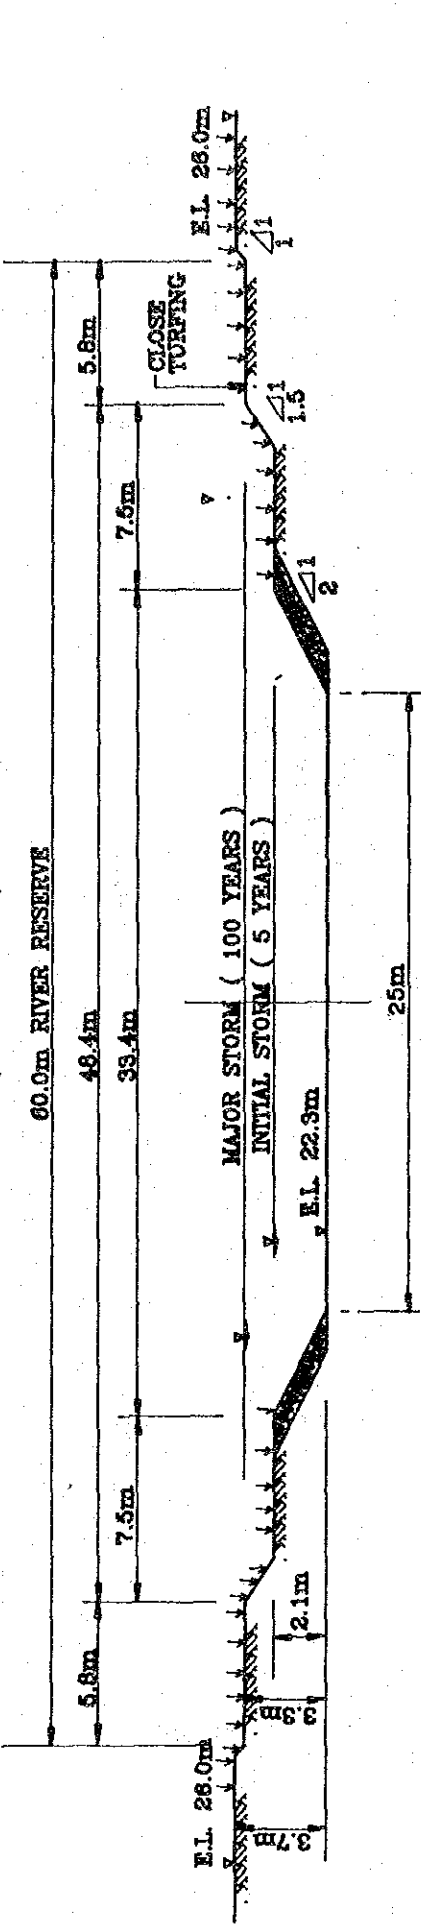 60.0m RIVER RESERVE
5.8m
48.4m
5.8m
7.5m
33.4m
7.5m
CLOSE
TURFING
E.L. 26.0m
E.L. 26.0m
MAJOR STORM ( 100 YEARS )
INITIAL STORM ( 5 YEARS )
E.L. 22.3m
1
1
1
1.5
1
2
3.7m
3.3m
2.1m
25m